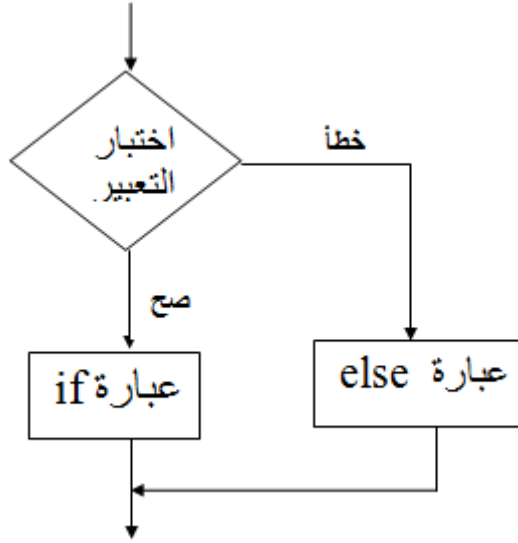 اختبار
التعبير
خطأ
صح
عبارة if
عبارة else